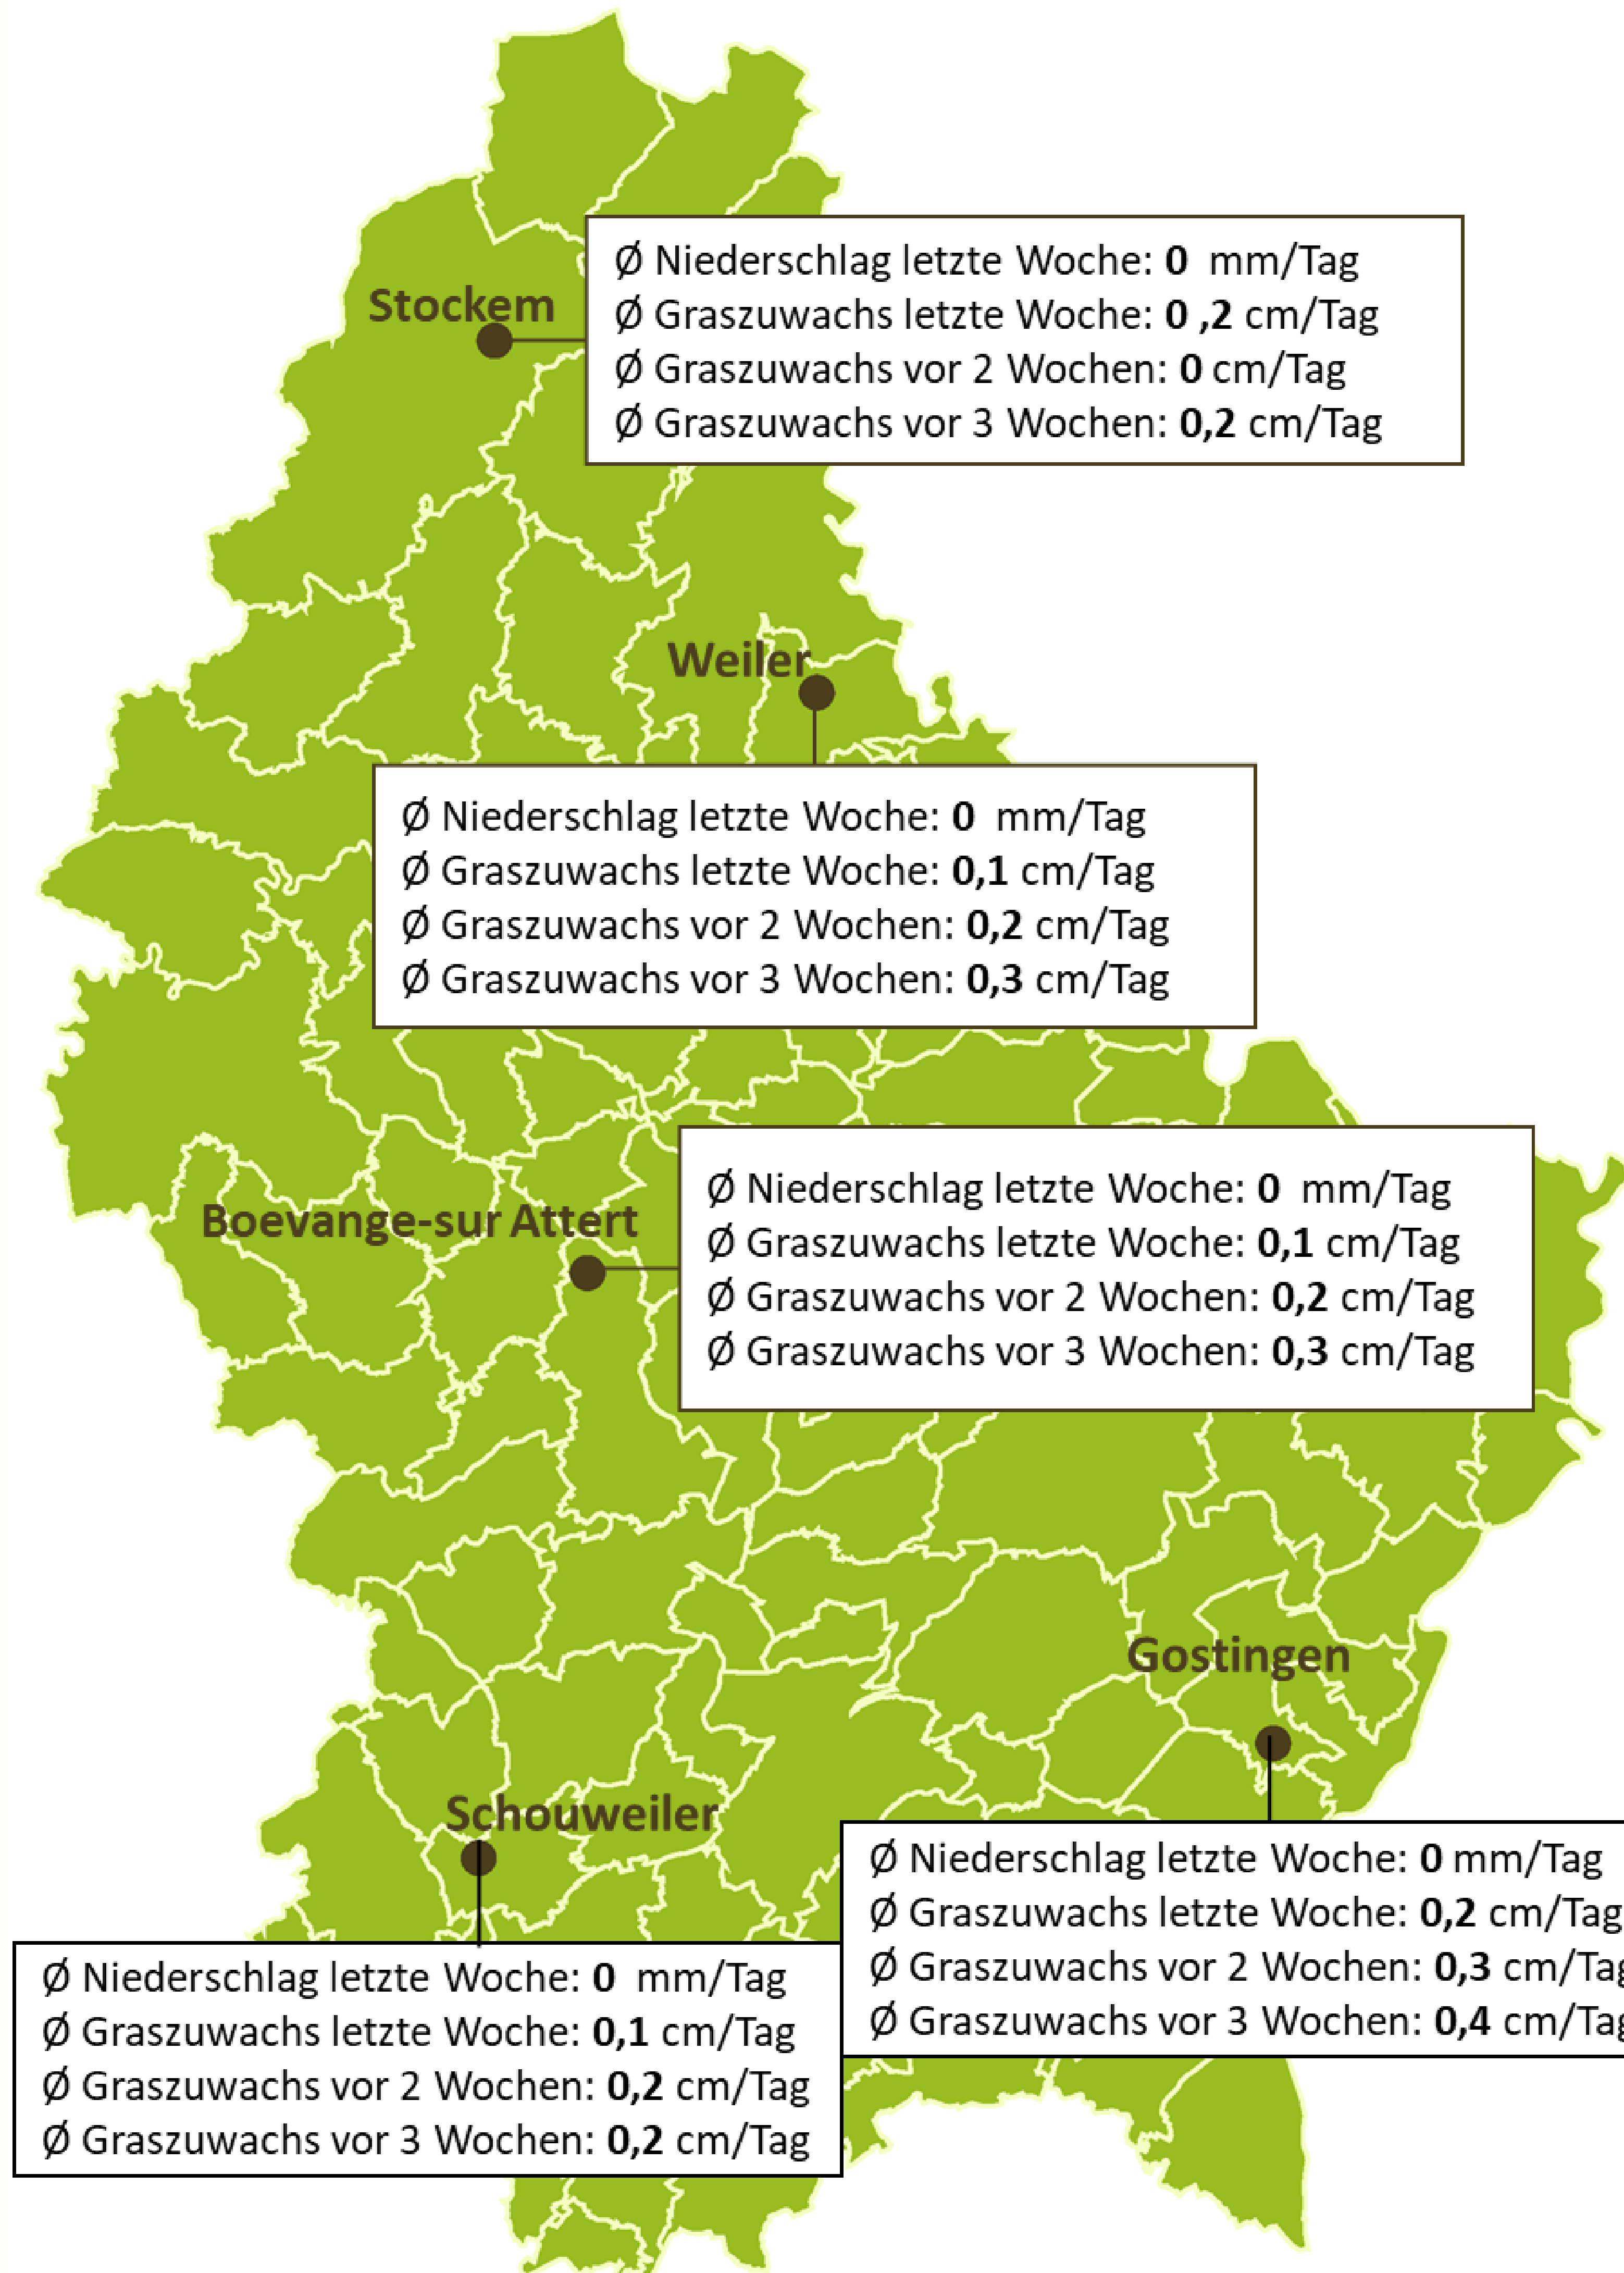 Stockem
Ø Niederschlag letzte Woche: 0 mm/Tag
Ø Graszuwachs letzte Woche: 0 ,2 cm/Tag
Ø Graszuwachs vor 2 Wochen: 0 cm/Tag
Ø Graszuwachs vor 3 Wochen: 0,2 cm/Tag
Weiler
Ø Niederschlag letzte Woche: 0 mm/Tag
Ø Graszuwachs letzte Woche: 0,1 cm/Tag
Ø Graszuwachs vor 2 Wochen: 0,2 cm/Tag
Ø Graszuwachs vor 3 Wochen: 0,3 cm/Tag
Boevange-sur Attert
Ø Niederschlag letzte Woche: 0 mm/Tag
Ø Graszuwachs letzte Woche: 0,1 cm/Tag
Ø Graszuwachs vor 2 Wochen: 0,2 cm/Tag
Ø Graszuwachs vor 3 Wochen: 0,3 cm/Tag
Gostingen
Ø Niederschlag letzte Woche: 0 mm/Tag
Ø Graszuwachs letzte Woche: 0,2 cm/Tag
Ø Graszuwachs vor 2 Wochen: 0,3 cm/Tag
Ø Graszuwachs vor 3 Wochen: 0,4 cm/Tag
Schouweiler
Ø Niederschlag letzte Woche: 0 mm/Tag
Ø Graszuwachs letzte Woche: 0,1 cm/Tag
Ø Graszuwachs vor 2 Wochen: 0,2 cm/Tag
Ø Graszuwachs vor 3 Wochen: 0,2 cm/Tag